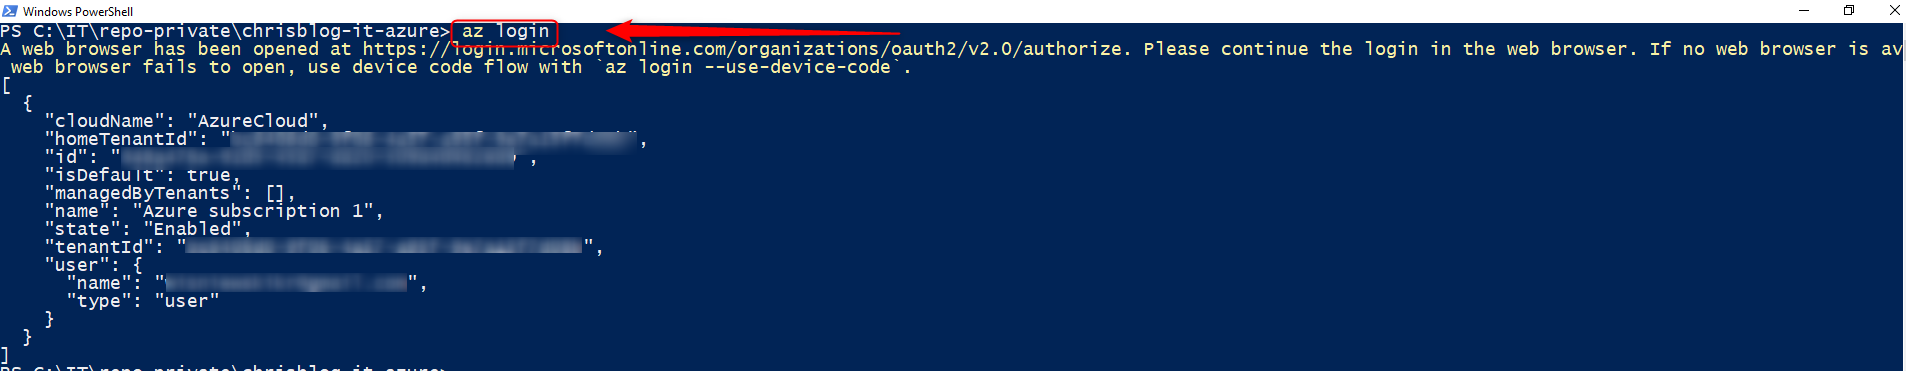 Windows PowerShell
PS C:\IT\repo-private\chrisblog-it-azure> az login
A web browser has been opened at https://login.microsoftonline.com/organizations/oauth2/v2.0/authorize. Please continue the login in the web browser. If no web browser is av
web browser fails to open, use device code flow with `az login --use-device-code`.
[
{
"cloudName": "AzureCloud",
"homeTenantId": "",
"id": ",
"isDefault": true,
"managedByTenants": [],
"name": "Azure subscription 1",
"state": "Enabled",
"tenantId": "",
"user": {
"name": "",
"type": "user"
}
}
]
PS C:\IT\repo-private\chrisblog-it-azure>